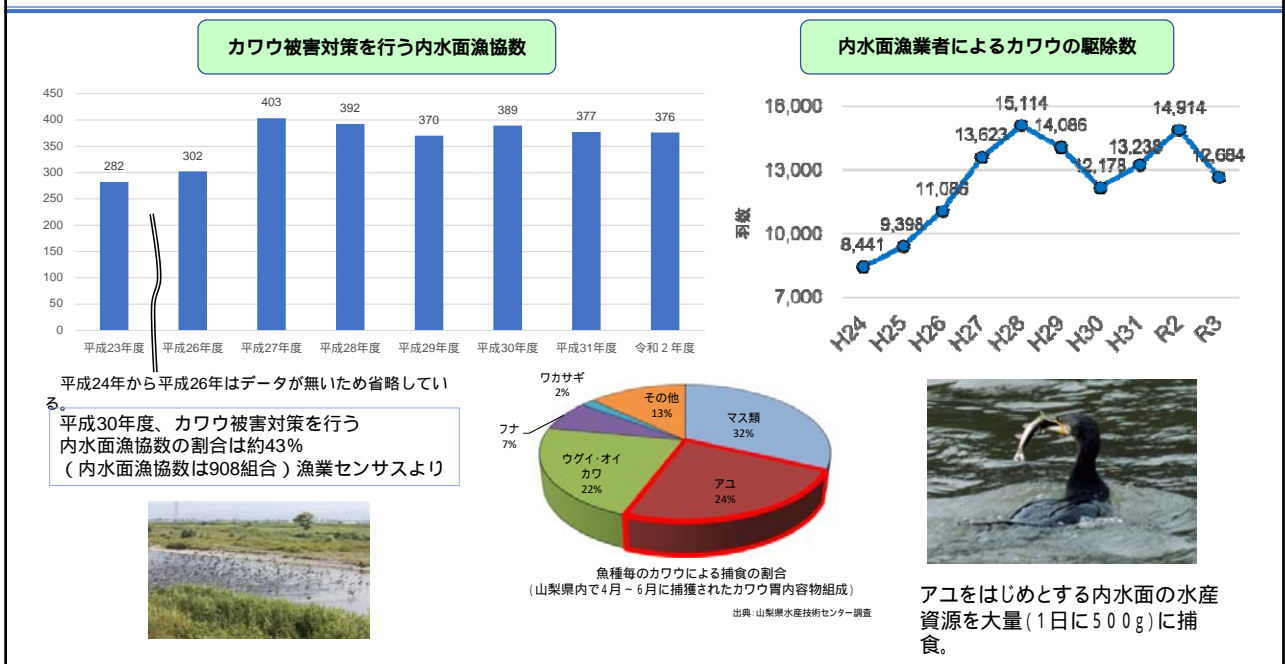 カワウ被害対策を行う内水面漁協数
450
400
350
300
250
200
150
100
50
0
282
302
403
392
370
389
377
376
平成23年度
平成26年度
平成27年度
平成28年度
平成29年度
平成30年度
平成31年度
令和２年度
平成24年から平成26年はデータが無いため省略してい
る。
平成30年度、カワウ被害対策を行う
内水面漁協数の割合は約43%
（内水面漁協数は908組合）漁業センサスより
内水面漁業者によるカワウの駆除数
羽数
16,000
13,000
10,000
7,000
8,441
9,398
13,623
15,114
14,086
12,173
13,238
14,914
H24
H25
H26
H27
H28
H29
H30
H31
R2
R3
ワカサギ
2%
その他
13%
マス類
32%
フナ
7%
ウグイ・オイ
カワ
22%
アユ
24%
魚種毎のカワウによる捕食の割合
(山梨県内で4月～6月に捕獲されたカワウ胃内容物組成)
出典:山梨県水産技術センター調査
アユをはじめとする内水面の水産
資源を大量(1日に500g)に捕
食。